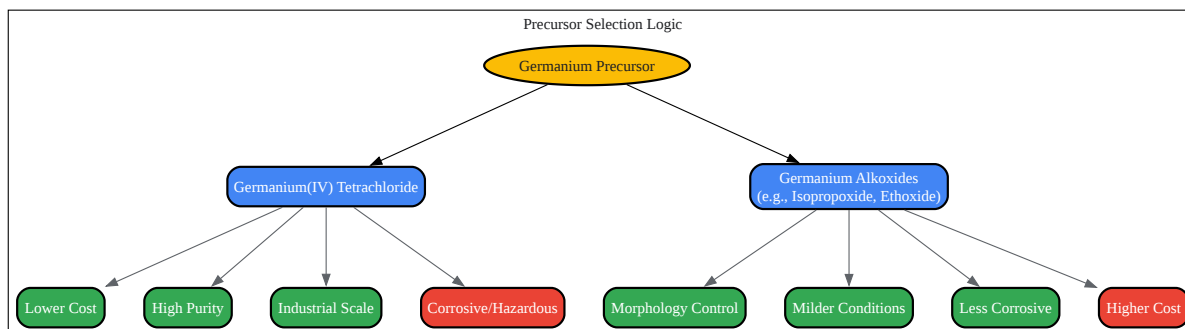 Precursor Selection Logic
Germanium Precursor
Germanium(IV) Tetrachloride
Germanium Alkoxides
(e.g., Isopropoxide, Ethoxide)
Lower Cost
High Purity
Industrial Scale
Corrosive/Hazardous
Morphology Control
Milder Conditions
Less Corrosive
Higher Cost